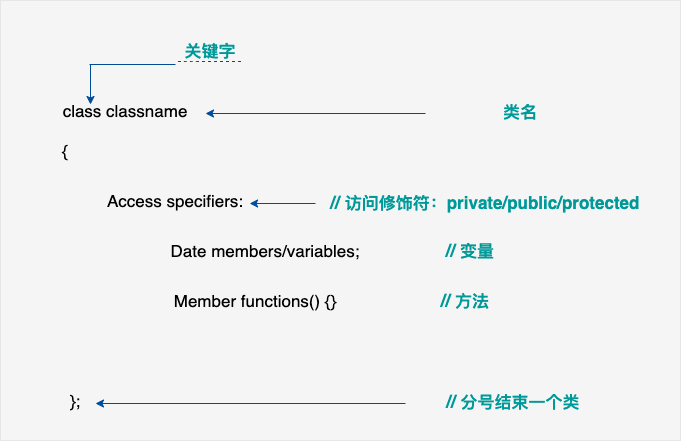 关键字
class classname 类名
{
Access specifiers: // 访问修饰符：private/public/protected
Date members/variables; // 变量
Member functions() {} // 方法
}; // 分号结束一个类